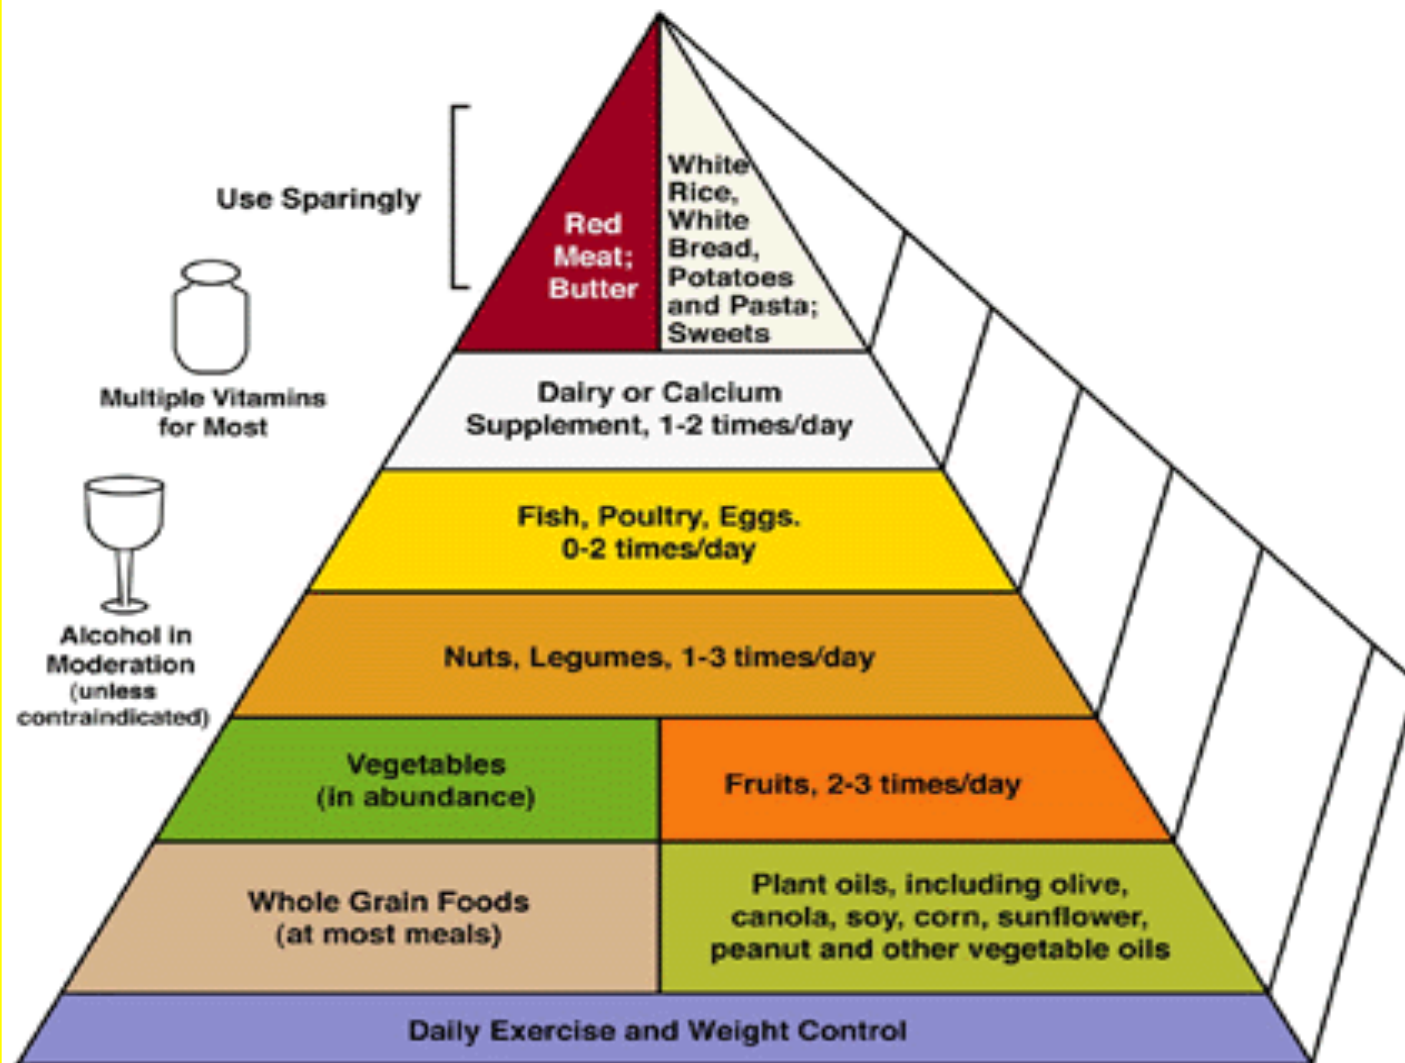 Use Sparingly
Red
Meat;
Butter
White
Rice,
White
Bread,
Potatoes
and Pasta;
Sweets
Multiple Vitamins
for Most
Dairy or Calcium
Supplement, 1-2 times/day
Fish, Poultry, Eggs.
0-2 times/day
Alcohol in
Moderation
(unless
contraindicated)
Nuts, Legumes, 1-3 times/day
Vegetables
(in abundance)
Fruits, 2-3 times/day
Whole Grain Foods
(at most meals)
Plant oils, including olive,
canola, soy, corn, sunflower,
peanut and other vegetable oils
Daily Exercise and Weight Control